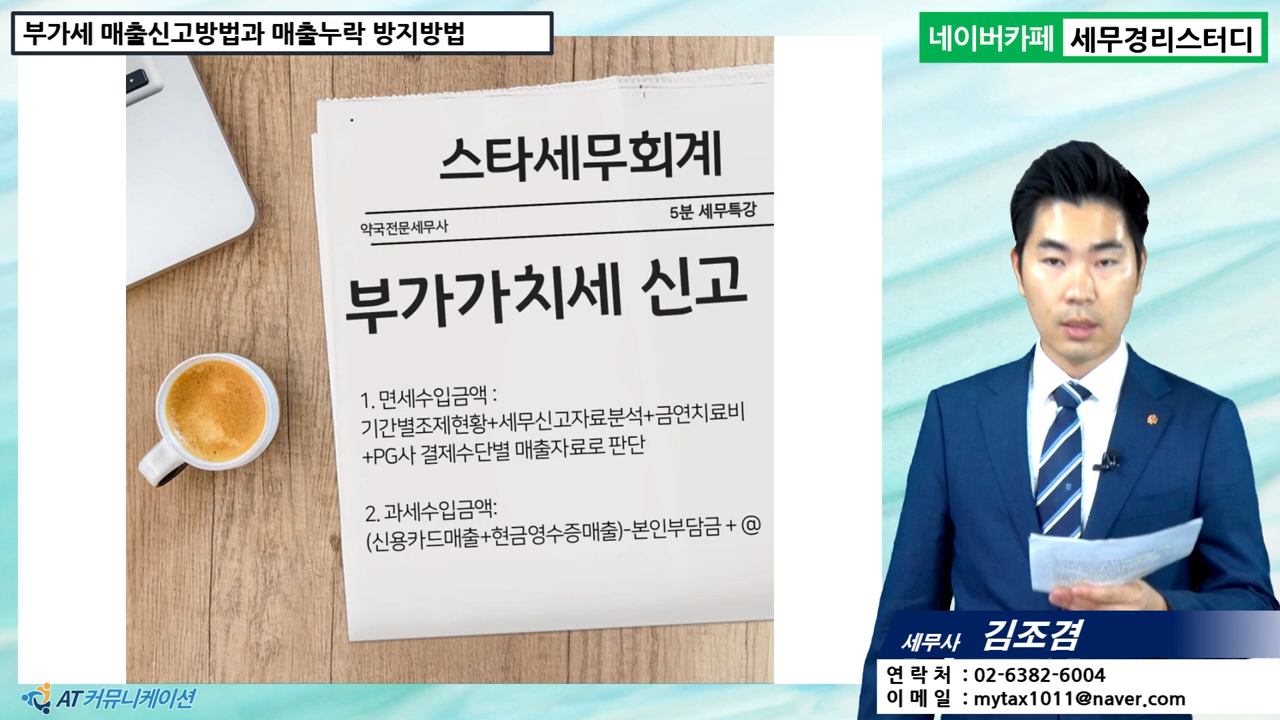 부가세 매출신고방법과 매출누락 방지방법
네이버카페 세무경리스터디
스타세무회계
약국전문세무사 5분 세무특강
부가가치세 신고
1. 면세수입금액 :
기간별조제현황+세무신고자료분석+금연치료비
+PG사 결제수단별 매출자료로 판단
2. 과세수입금액:
(신용카드매출+현금영수증매출)-본인부담금 + @
세무사 김조겸
연 락 처 : 02-6382-6004
이 메 일 : mytax1011@naver.com
AT커뮤니케이션